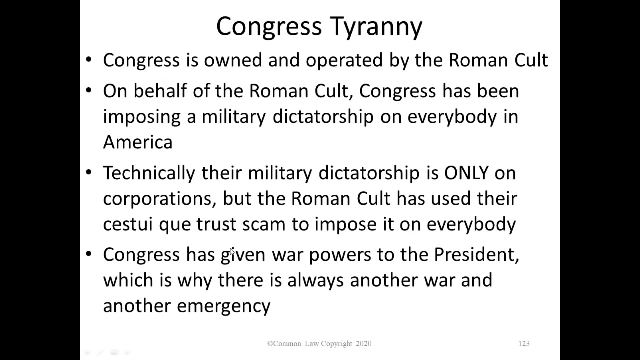 Congress Tyranny
• Congress is owned and operated by the Roman Cult
• On behalf of the Roman Cult, Congress has been
imposing a military dictatorship on everybody in
America
• Technically their military dictatorship is ONLY on
corporations, but the Roman Cult has used their
cestui que trust scam to impose it on everybody
• Congress has given war powers to the President,
which is why there is always another war and
another emergency
©Common Law Copyright 2020
123